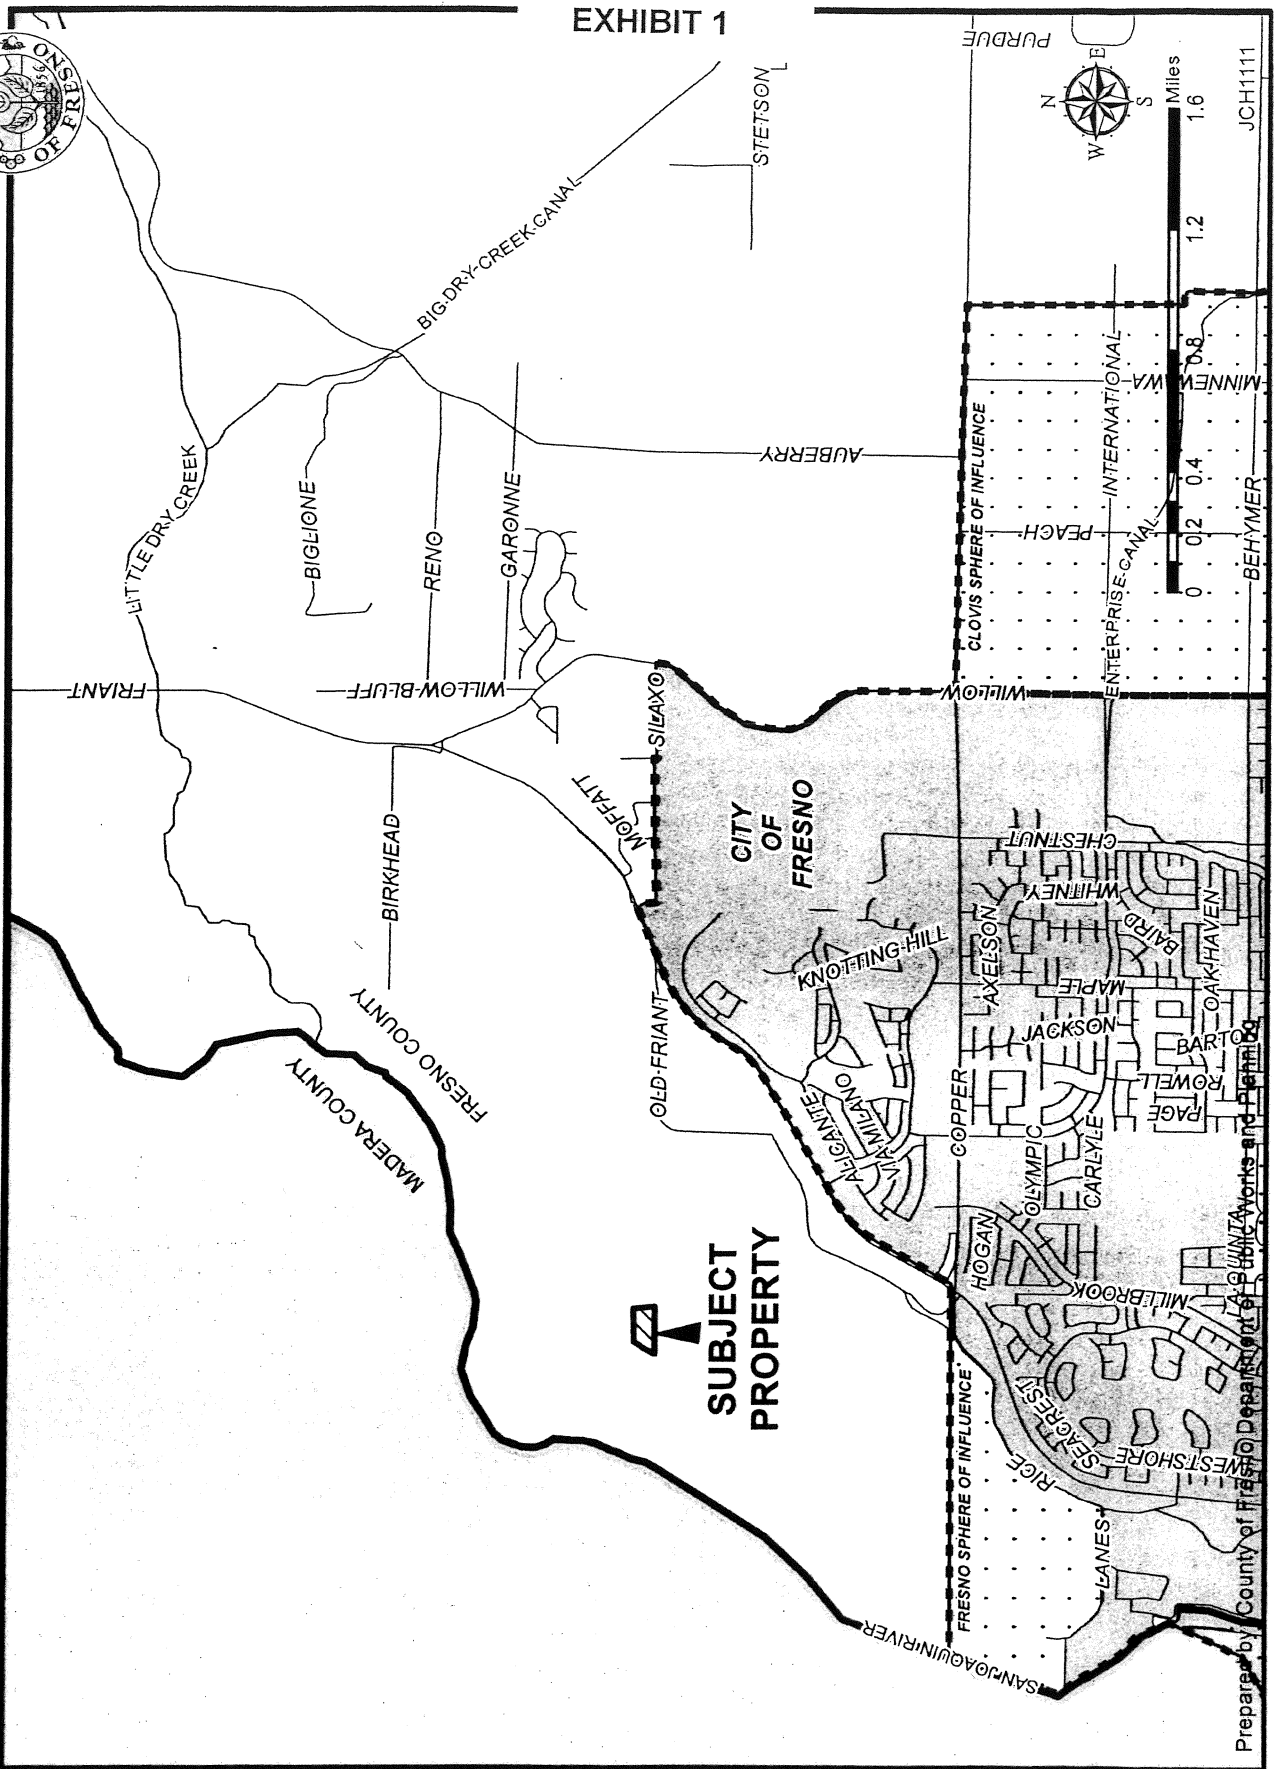 EXHIBIT 1
ONS
1856
OF FRES
PURDUE
STETSON
N
E
S
W
Miles
0
0.2
0.4
0.8
1.2
1.6
JCH1111
BIG DRY CREEK CANAL
LITTLE DRY CREEK
BIGLIONE
RENO
GARONNE
AUBERRY
FRIANT
WILLOW BLUFF
BIRKHEAD
MOFFATT
SILAXO
WILLOW
CLOVIS SPHERE OF INFLUENCE
PEACH
INTERNATIONAL
MINNEWAWA
ENTERPRISE CANAL
BEHYMER
CITY
OF
FRESNO
CHESTNUT
WHITNEY
BAIRD
OAK HAVEN
AXELSON
MAPLE
KNOTTING HILL
JACKSON
BARTO
ROWELL
PAGE
OLD FRIANT
ALICANTE
VIA MILANO
COPPER
OLYMPIC
CARLYLE
HOGAN
MILLBROOK
A QUINTA
SEACREST
WESTSHORE
RICE
LANES
MADERA COUNTY
FRESNO COUNTY
SUBJECT
PROPERTY
FRESNO SPHERE OF INFLUENCE
SAN JOAQUIN RIVER
Prepared by County of Fresno Department of Public Works and Planning